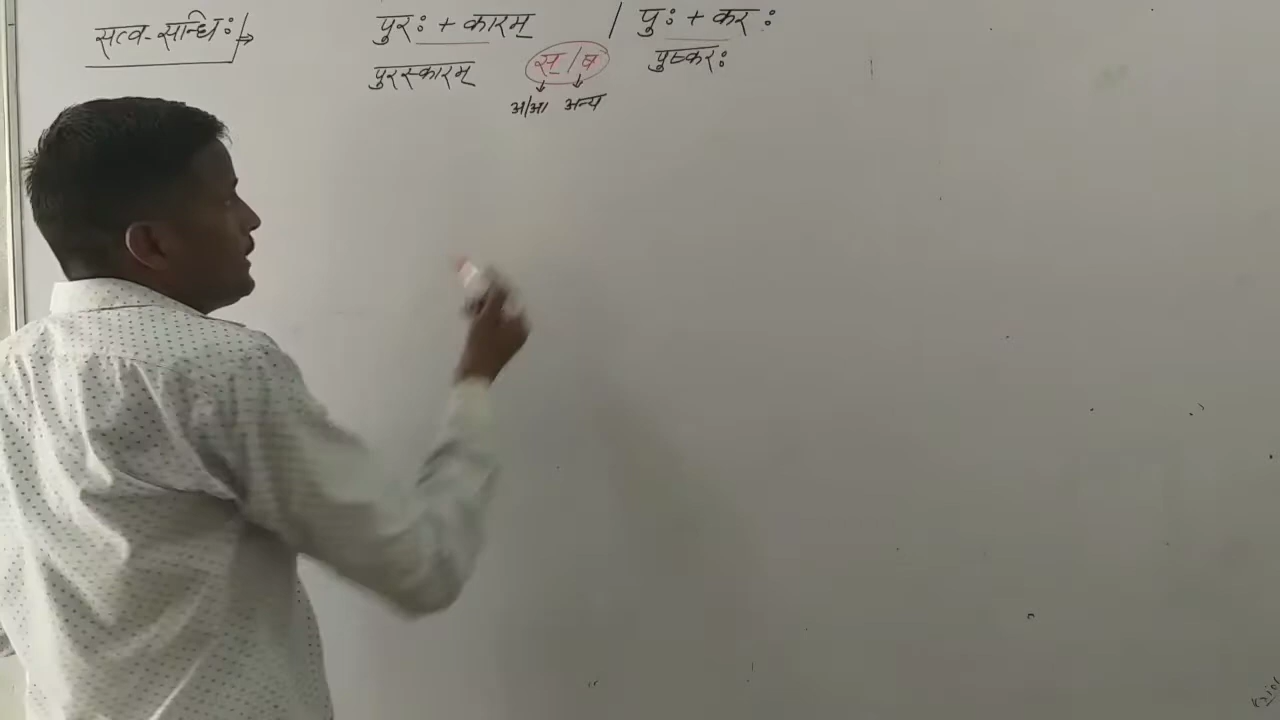 सत्व-सन्धिः →
पुरः + कारम् / पुः + करः
पुरस्कारम् स्/ष पुष्करः
अ/आ अन्य